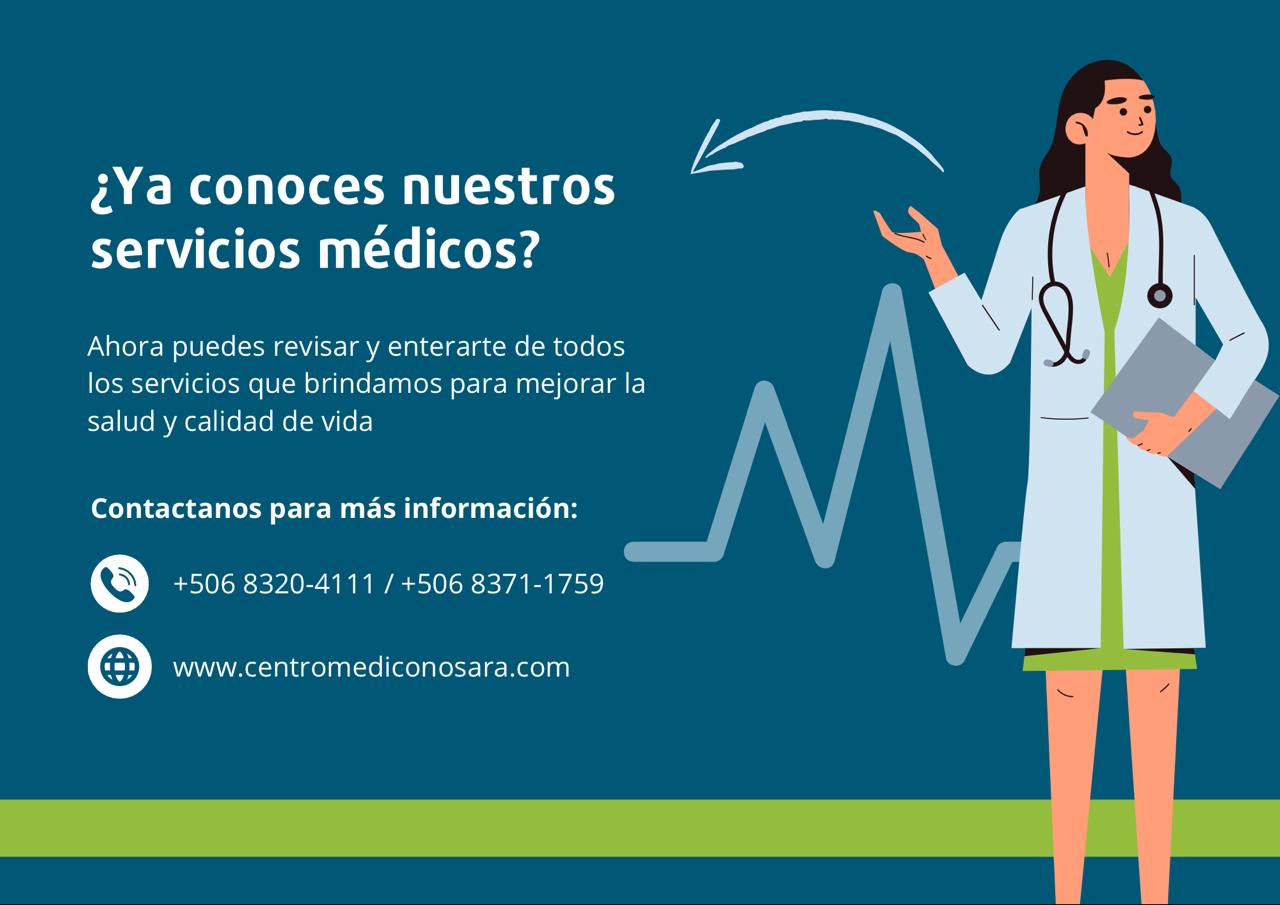 ¿Ya conoces nuestros
servicios médicos?
Ahora puedes revisar y enterarte de todos
los servicios que brindamos para mejorar la
salud y calidad de vida
Contactanos para más información:
+506 8320-4111 / +506 8371-1759
www.centromediconosara.com